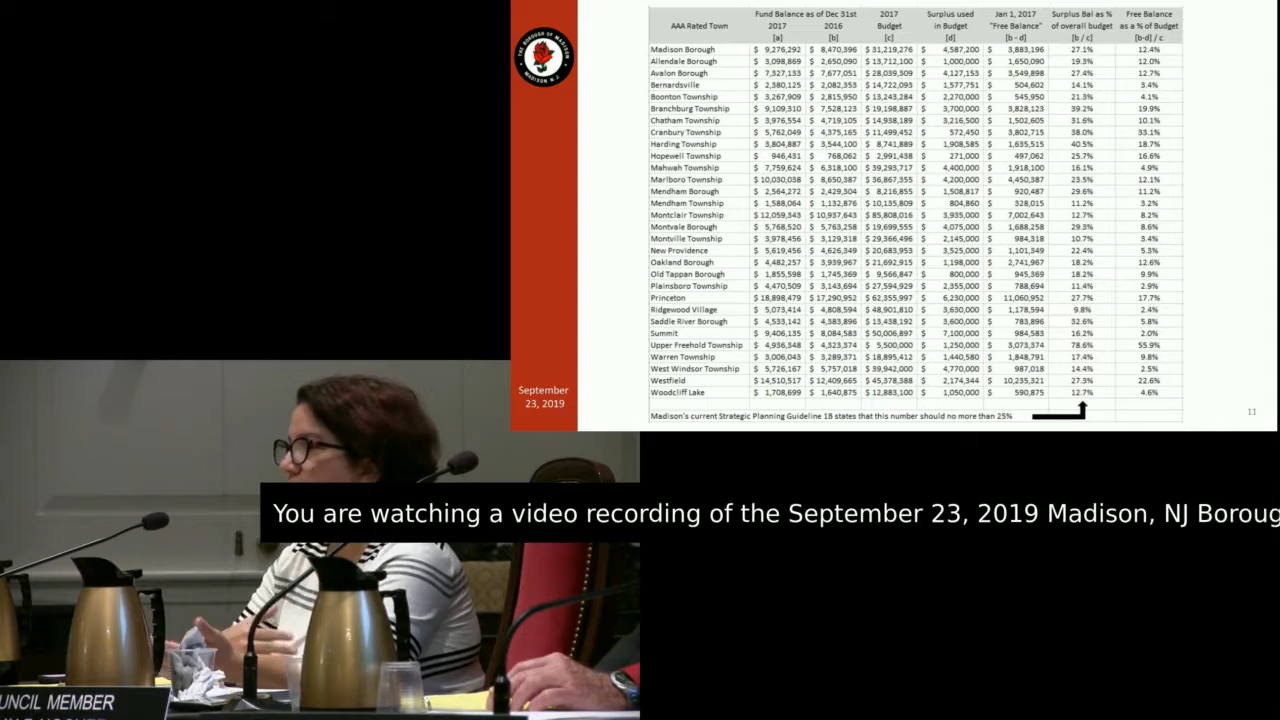 THE BOROUGH OF MADISON
MADISON N.J.
September
23, 2019
AAA Rated Town Fund Balance as of Dec 31st 2017 Surplus used Jan 1, 2017 Surplus Bal as % Free Balance
2017 2016 Budget in Budget "Free Balance" of overall budget as a % of Budget
[a] [b] [c] [d] [b - d] [b / c] [b-d] / c
Madison Borough $ 9,276,292 $ 8,470,396 $ 31,219,276 $ 4,587,200 $ 3,883,196 27.1% 12.4%
Allendale Borough $ 3,098,869 $ 2,650,090 $ 13,712,100 $ 1,000,000 $ 1,650,090 19.3% 12.0%
Avalon Borough $ 7,327,133 $ 7,677,051 $ 28,039,309 $ 4,127,153 $ 3,549,898 27.4% 12.7%
Bernardsville $ 2,380,125 $ 2,082,353 $ 14,722,093 $ 1,577,751 $ 504,602 14.1% 3.4%
Boonton Township $ 3,267,909 $ 2,815,950 $ 13,243,284 $ 2,270,000 $ 545,950 21.3% 4.1%
Branchburg Township $ 9,109,310 $ 7,528,123 $ 19,198,887 $ 3,700,000 $ 3,828,123 39.2% 19.9%
Chatham Township $ 3,976,554 $ 4,719,105 $ 14,938,189 $ 3,216,500 $ 1,502,605 31.6% 10.1%
Cranbury Township $ 5,762,049 $ 4,375,165 $ 11,499,452 $ 572,450 $ 3,802,715 38.0% 33.1%
Harding Township $ 3,804,887 $ 3,544,100 $ 8,741,889 $ 1,908,585 $ 1,635,515 40.5% 18.7%
Hopewell Township $ 946,431 $ 768,062 $ 2,991,438 $ 271,000 $ 497,062 25.7% 16.6%
Mahwah Township $ 7,759,624 $ 6,318,100 $ 39,293,717 $ 4,400,000 $ 1,918,100 16.1% 4.9%
Marlboro Township $ 10,030,038 $ 8,650,387 $ 36,867,355 $ 4,200,000 $ 4,450,387 23.5% 12.1%
Mendham Borough $ 2,564,272 $ 2,429,304 $ 8,216,855 $ 1,508,817 $ 920,487 29.6% 11.2%
Mendham Township $ 1,588,064 $ 1,132,876 $ 10,135,809 $ 804,860 $ 328,015 11.2% 3.2%
Montclair Township $ 12,059,343 $ 10,937,643 $ 85,808,016 $ 3,935,000 $ 7,002,643 12.7% 8.2%
Montvale Borough $ 5,768,520 $ 5,763,258 $ 19,699,555 $ 4,075,000 $ 1,688,258 29.3% 8.6%
Montville Township $ 3,978,456 $ 3,129,318 $ 29,366,496 $ 2,145,000 $ 984,318 10.7% 3.4%
New Providence $ 5,619,456 $ 4,626,349 $ 20,683,953 $ 3,525,000 $ 1,101,349 22.4% 5.3%
Oakland Borough $ 4,482,257 $ 3,939,967 $ 21,692,915 $ 1,198,000 $ 2,741,967 18.2% 12.6%
Old Tappan Borough $ 1,855,598 $ 1,745,369 $ 9,566,847 $ 800,000 $ 945,369 18.2% 9.9%
Plainsboro Township $ 4,470,509 $ 3,143,694 $ 27,594,929 $ 2,355,000 $ 788,694 11.4% 2.9%
Princeton $ 18,898,479 $ 17,290,952 $ 62,355,997 $ 6,230,000 $ 11,060,952 27.7% 17.7%
Ridgewood Village $ 5,073,414 $ 4,808,594 $ 48,901,810 $ 3,630,000 $ 1,178,594 9.8% 2.4%
Saddle River Borough $ 4,533,142 $ 4,383,896 $ 13,438,192 $ 3,600,000 $ 783,896 32.6% 5.8%
Summit $ 9,406,135 $ 8,084,583 $ 50,006,897 $ 7,100,000 $ 984,583 16.2% 2.0%
Upper Freehold Township $ 4,936,348 $ 4,323,374 $ 5,500,000 $ 1,250,000 $ 3,073,374 78.6% 55.9%
Warren Township $ 3,006,043 $ 3,289,371 $ 18,895,412 $ 1,440,580 $ 1,848,791 17.4% 9.8%
West Windsor Township $ 5,726,167 $ 5,757,018 $ 39,942,000 $ 4,770,000 $ 987,018 14.4% 2.5%
Westfield $ 14,510,517 $ 12,409,665 $ 45,378,388 $ 2,174,344 $ 10,235,321 27.3% 22.6%
Woodcliff Lake $ 1,708,699 $ 1,640,875 $ 12,883,100 $ 1,050,000 $ 590,875 12.7% 4.6%
Madison's current Strategic Planning Guideline 1B states that this number should no more than 25%
11
You are watching a video recording of the September 23, 2019 Madison, NJ Boroug
UNCIL MEMBER